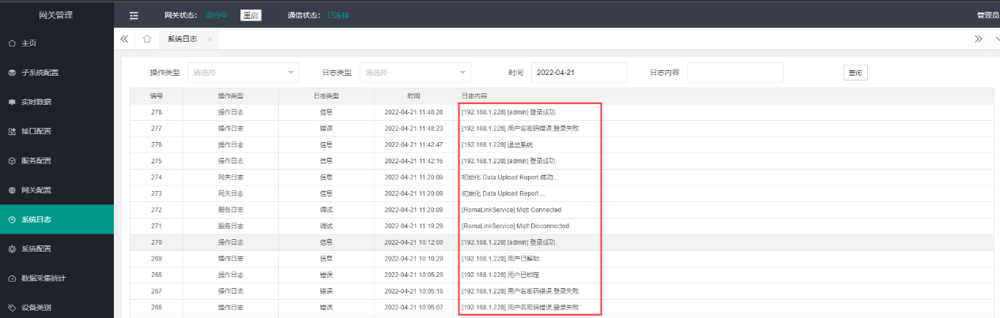 网关管理
网关状态： 运行中 重启 通信状态： 已连接 管理员
主页
子系统配置
实时数据
接口配置
服务配置
网关配置
系统日志
系统配置
数据采集统计
设备类别
系统日志
操作类型 请选择 日志类型 请选择 时间 2022-04-21 日志内容 查询
编号 操作类型 日志类型 时间 日志内容
278 操作日志 信息 2022-04-21 11:48:28 [192.168.1.228] [admin] 登录成功.
277 操作日志 错误 2022-04-21 11:48:23 [192.168.1.228] 用户名密码错误,登录失败.
276 操作日志 信息 2022-04-21 11:42:47 [192.168.1.228] 退出系统.
275 操作日志 信息 2022-04-21 11:42:16 [192.168.1.228] [admin] 登录成功.
274 网关日志 信息 2022-04-21 11:20:09 初始化 Data Upload Report 成功...
273 网关日志 信息 2022-04-21 11:20:09 初始化 Data Upload Report ...
272 服务日志 调试 2022-04-21 11:20:09 [RomaLinkService] Mqtt Connected
271 服务日志 调试 2022-04-21 11:19:29 [RomaLinkService] Mqtt Disconnected
270 操作日志 信息 2022-04-21 10:12:00 [192.168.1.228] [admin] 登录成功.
269 操作日志 信息 2022-04-21 10:10:29 [192.168.1.228] 用户已解锁.
268 操作日志 错误 2022-04-21 10:05:29 [192.168.1.228] 用户已锁定.
267 操作日志 错误 2022-04-21 10:05:16 [192.168.1.228] 用户名密码错误,登录失败.
266 操作日志 错误 2022-04-21 10:05:07 [192.168.1.228] 用户名密码错误,登录失败.